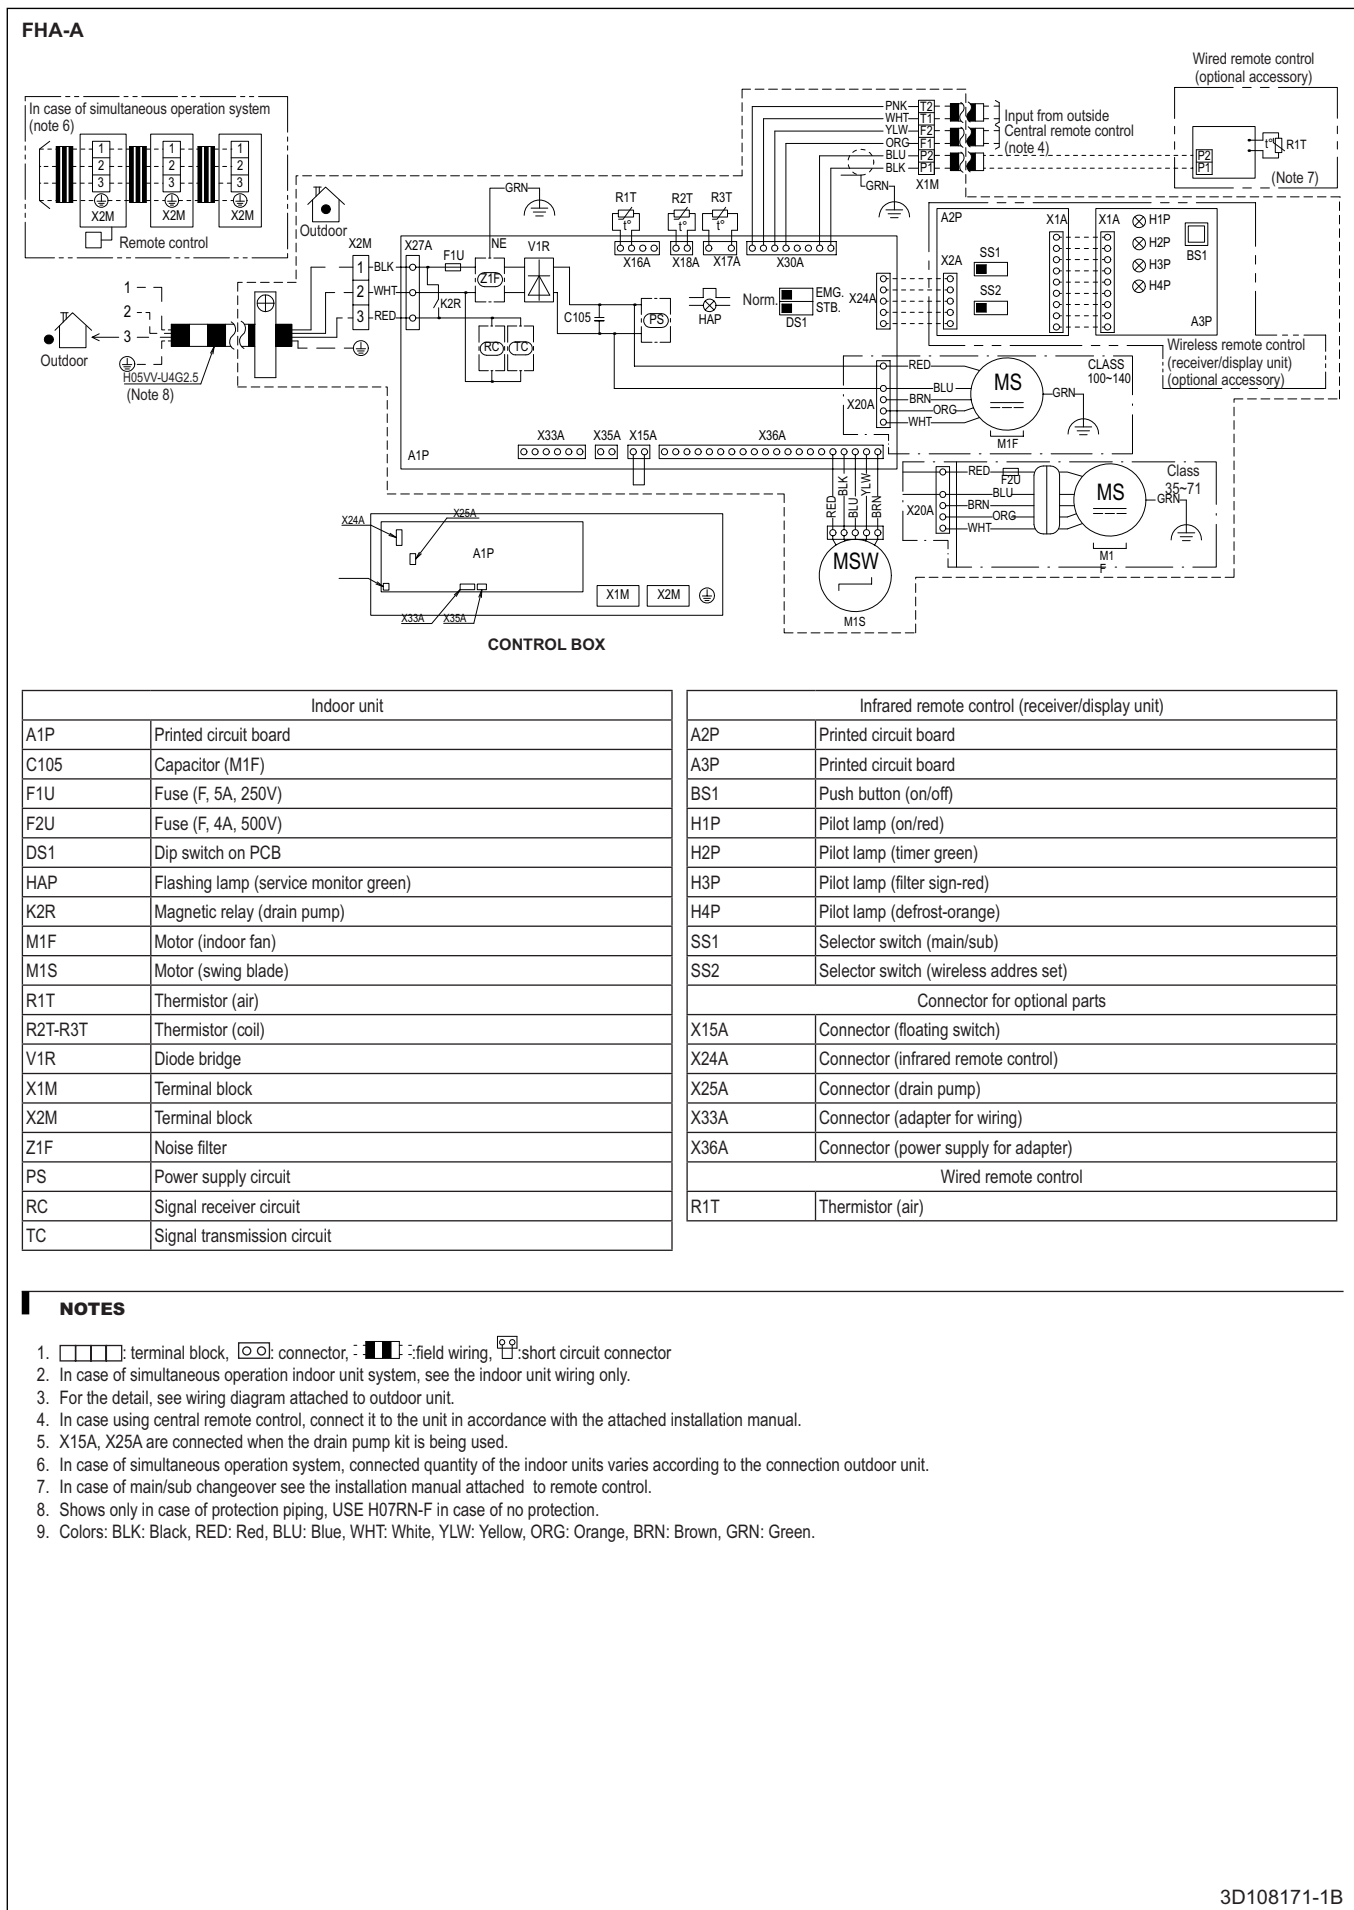 FHA-A
Wired remote control
(optional accessory)
In case of simultaneous operation system
(note 6)
1 1 1
2 2 2
3 3 3
X2M X2M X2M
Remote control
Outdoor
PNK T2
WHT T1
YLW F2
ORG F1
BLU P2
BLK P1
GRN X1M
Input from outside
Central remote control
(note 4)
P2
P1
t° R1T
(Note 7)
GRN
R1T R2T R3T
t° t° t°
X16A X18A X17A X30A
X2M X27A F1U NE V1R
1 BLK
2 WHT
3 RED
K2R
Z1F
C105
PS
RC TC
HAP
Norm. EMG.
STB.
DS1
X24A
A2P
X2A
SS1
SS2
X1A X1A
H1P
H2P
H3P
H4P
BS1
A3P
Wireless remote control
(receiver/display unit)
(optional accessory)
1
2
3
Outdoor
H05VV-U4G2.5
(Note 8)
X20A
RED
BLU
BRN
ORG
WHT
MS
M1F
GRN
CLASS
100~140
X33A X35A X15A X36A
A1P
RED BLK BLU YLW BRN
MSW
M1S
X20A
RED
F2U
BLU
BRN
ORG
WHT
MS
M1
F
GRN
Class
35~71
X24A
X25A
A1P
X33A X35A
X1M X2M
CONTROL BOX
Indoor unit
A1P Printed circuit board
C105 Capacitor (M1F)
F1U Fuse (F, 5A, 250V)
F2U Fuse (F, 4A, 500V)
DS1 Dip switch on PCB
HAP Flashing lamp (service monitor green)
K2R Magnetic relay (drain pump)
M1F Motor (indoor fan)
M1S Motor (swing blade)
R1T Thermistor (air)
R2T-R3T Thermistor (coil)
V1R Diode bridge
X1M Terminal block
X2M Terminal block
Z1F Noise filter
PS Power supply circuit
RC Signal receiver circuit
TC Signal transmission circuit
Infrared remote control (receiver/display unit)
A2P Printed circuit board
A3P Printed circuit board
BS1 Push button (on/off)
H1P Pilot lamp (on/red)
H2P Pilot lamp (timer green)
H3P Pilot lamp (filter sign-red)
H4P Pilot lamp (defrost-orange)
SS1 Selector switch (main/sub)
SS2 Selector switch (wireless addres set)
Connector for optional parts
X15A Connector (floating switch)
X24A Connector (infrared remote control)
X25A Connector (drain pump)
X33A Connector (adapter for wiring)
X36A Connector (power supply for adapter)
Wired remote control
R1T Thermistor (air)
NOTES
1. : terminal block, : connector, :field wiring, :short circuit connector
2. In case of simultaneous operation indoor unit system, see the indoor unit wiring only.
3. For the detail, see wiring diagram attached to outdoor unit.
4. In case using central remote control, connect it to the unit in accordance with the attached installation manual.
5. X15A, X25A are connected when the drain pump kit is being used.
6. In case of simultaneous operation system, connected quantity of the indoor units varies according to the connection outdoor unit.
7. In case of main/sub changeover see the installation manual attached to remote control.
8. Shows only in case of protection piping, USE H07RN-F in case of no protection.
9. Colors: BLK: Black, RED: Red, BLU: Blue, WHT: White, YLW: Yellow, ORG: Orange, BRN: Brown, GRN: Green.
3D108171-1B